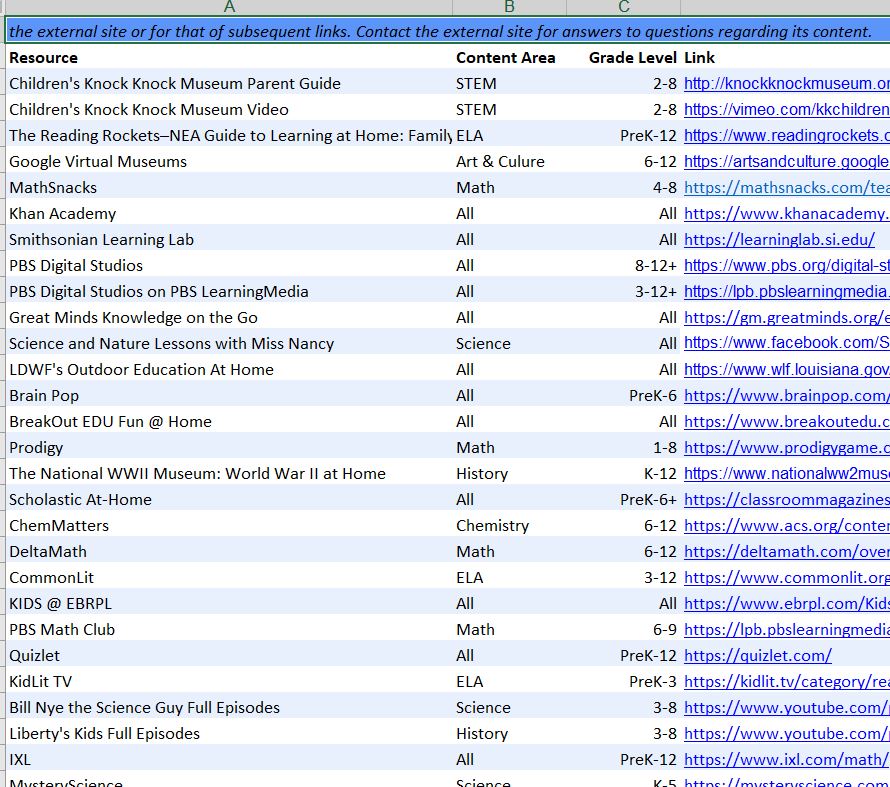 A B C
the external site or for that of subsequent links. Contact the external site for answers to questions regarding its content.
Resource Content Area Grade Level Link
Children's Knock Knock Museum Parent Guide STEM 2-8 http://knockknockmuseum.or
Children's Knock Knock Museum Video STEM 2-8 https://vimeo.com/kkchildren
The Reading Rockets–NEA Guide to Learning at Home: Family ELA PreK-12 https://www.readingrockets.o
Google Virtual Museums Art & Culure 6-12 https://artsandculture.google
MathSnacks Math 4-8 https://mathsnacks.com/tea
Khan Academy All All https://www.khanacademy.
Smithsonian Learning Lab All All https://learninglab.si.edu/
PBS Digital Studios All 8-12+ https://www.pbs.org/digital-st
PBS Digital Studios on PBS LearningMedia All 3-12+ https://lpb.pbslearningmedia.
Great Minds Knowledge on the Go All All https://gm.greatminds.org/e
Science and Nature Lessons with Miss Nancy Science All https://www.facebook.com/S
LDWF's Outdoor Education At Home All All https://www.wlf.louisiana.gov/
Brain Pop All PreK-6 https://www.brainpop.com/
BreakOut EDU Fun @ Home All All https://www.breakoutedu.c
Prodigy Math 1-8 https://www.prodigygame.c
The National WWII Museum: World War II at Home History K-12 https://www.nationalww2muse
Scholastic At-Home All PreK-6+ https://classroommagazines
ChemMatters Chemistry 6-12 https://www.acs.org/conten
DeltaMath Math 6-12 https://deltamath.com/over
CommonLit ELA 3-12 https://www.commonlit.org
KIDS @ EBRPL All All https://www.ebrpl.com/Kids
PBS Math Club Math 6-9 https://lpb.pbslearningmedia
Quizlet All PreK-12 https://quizlet.com/
KidLit TV ELA PreK-3 https://kidlit.tv/category/rea
Bill Nye the Science Guy Full Episodes Science 3-8 https://www.youtube.com/p
Liberty's Kids Full Episodes History 3-8 https://www.youtube.com/p
IXL All PreK-12 https://www.ixl.com/math/
MysteryScience Science K-5 https://mysteryscience.com